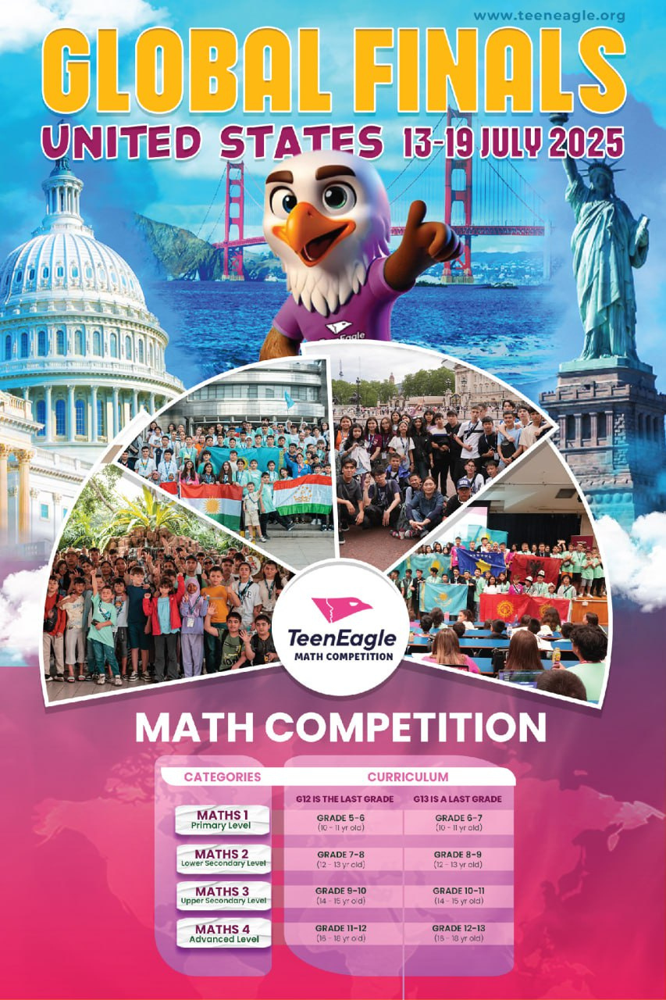 www.teeneagle.org
GLOBAL FINALS
UNITED STATES 13-19 JULY 2025
TeenEagle
MATH COMPETITION
MATH COMPETITION
CATEGORIES CURRICULUM
G12 IS THE LAST GRADE G13 IS A LAST GRADE
MATHS 1 GRADE 5-6 GRADE 6-7
Primary Level (10 - 11 yr old) (10 - 11 yr old)
MATHS 2 GRADE 7-8 GRADE 8-9
Lower Secondary Level (12 - 13 yr old) (12 - 13 yr old)
MATHS 3 GRADE 9-10 GRADE 10-11
Upper Secondary Level (14 - 15 yr old) (14 - 15 yr old)
MATHS 4 GRADE 11-12 GRADE 12-13
Advanced Level (16 - 18 yr old) (16 - 18 yr old)